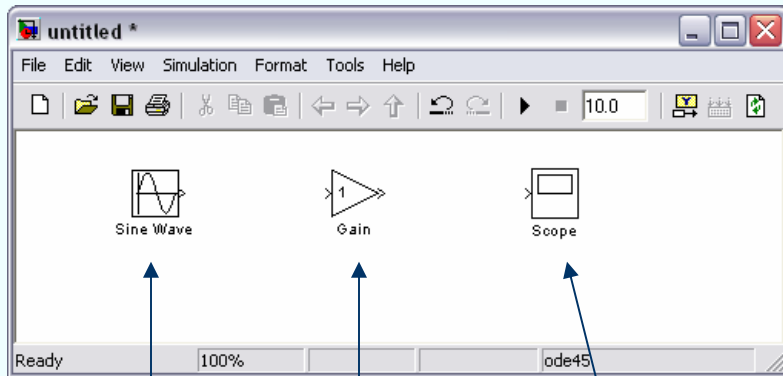 untitled *
File Edit View Simulation Format Tools Help
10.0
1
Sine Wave Gain Scope
Ready 100% ode45